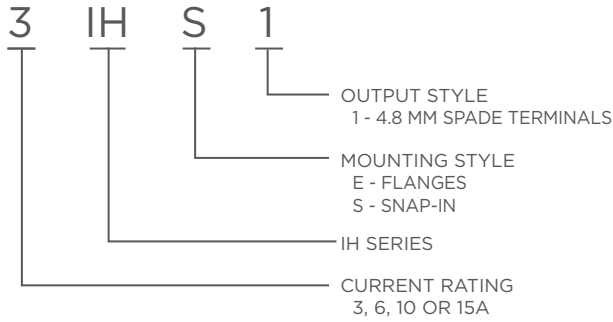 3 IH S 1
OUTPUT STYLE
1 - 4.8 MM SPADE TERMINALS
MOUNTING STYLE
E - FLANGES
S - SNAP-IN
IH SERIES
CURRENT RATING
3, 6, 10 OR 15A